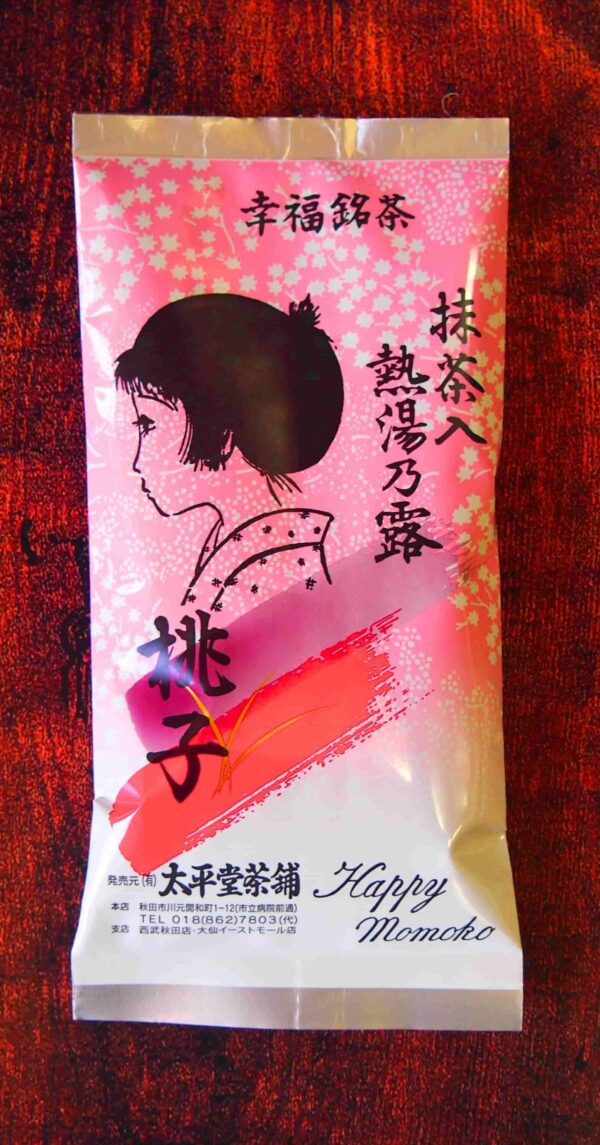 幸福銘茶
抹茶入
熱湯乃露
桃子
発売元(有)太平堂茶舗
本店 秋田市川元開和町1-12(市立病院前通)
TEL 018(862)7803(代)
支店 西武秋田店・大仙イーストモール店
Happy
Momoko